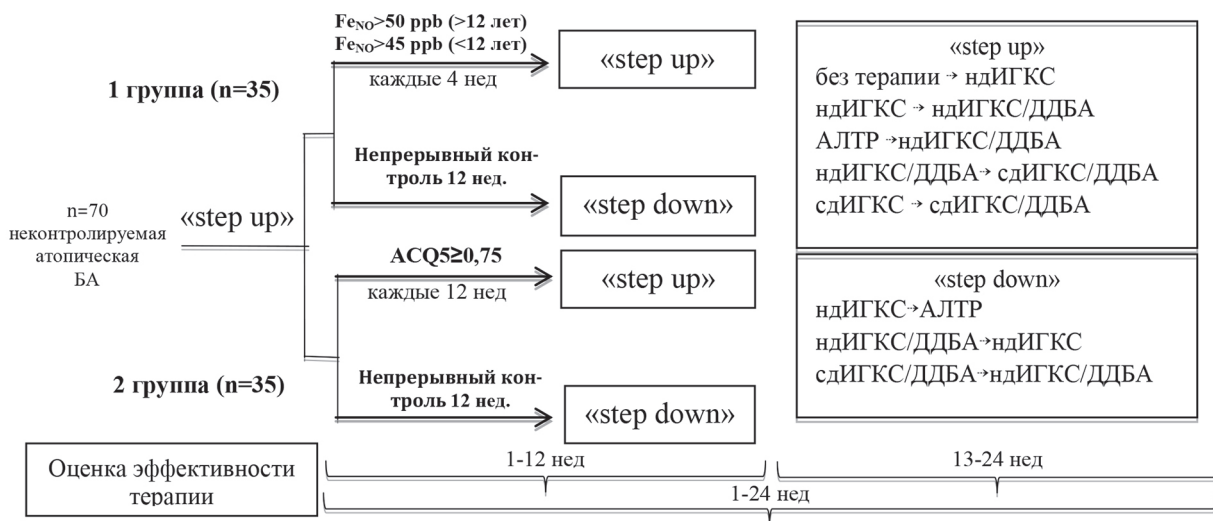 n=70
неконтролируемая
атопическая
БА
«step up»
1 группа (n=35)
FeNO>50 ppb (>12 лет)
FeNO>45 ppb (<12 лет)
каждые 4 нед
«step up»
Непрерывный кон-
троль 12 нед.
«step down»
2 группа (n=35)
ACQ5≥0,75
каждые 12 нед
«step up»
Непрерывный кон-
троль 12 нед.
«step down»
«step up»
без терапии → ндИГКС
ндИГКС → ндИГКС/ДДБА
АЛТР →ндИГКС/ДДБА
ндИГКС/ДДБА→ сдИГКС/ДДБА
сдИГКС → сдИГКС/ДДБА
«step down»
ндИГКС→АЛТР
ндИГКС/ДДБА→ндИГКС
сдИГКС/ДДБА→ндИГКС/ДДБА
Оценка эффективности
терапии
1-12 нед
13-24 нед
1-24 нед